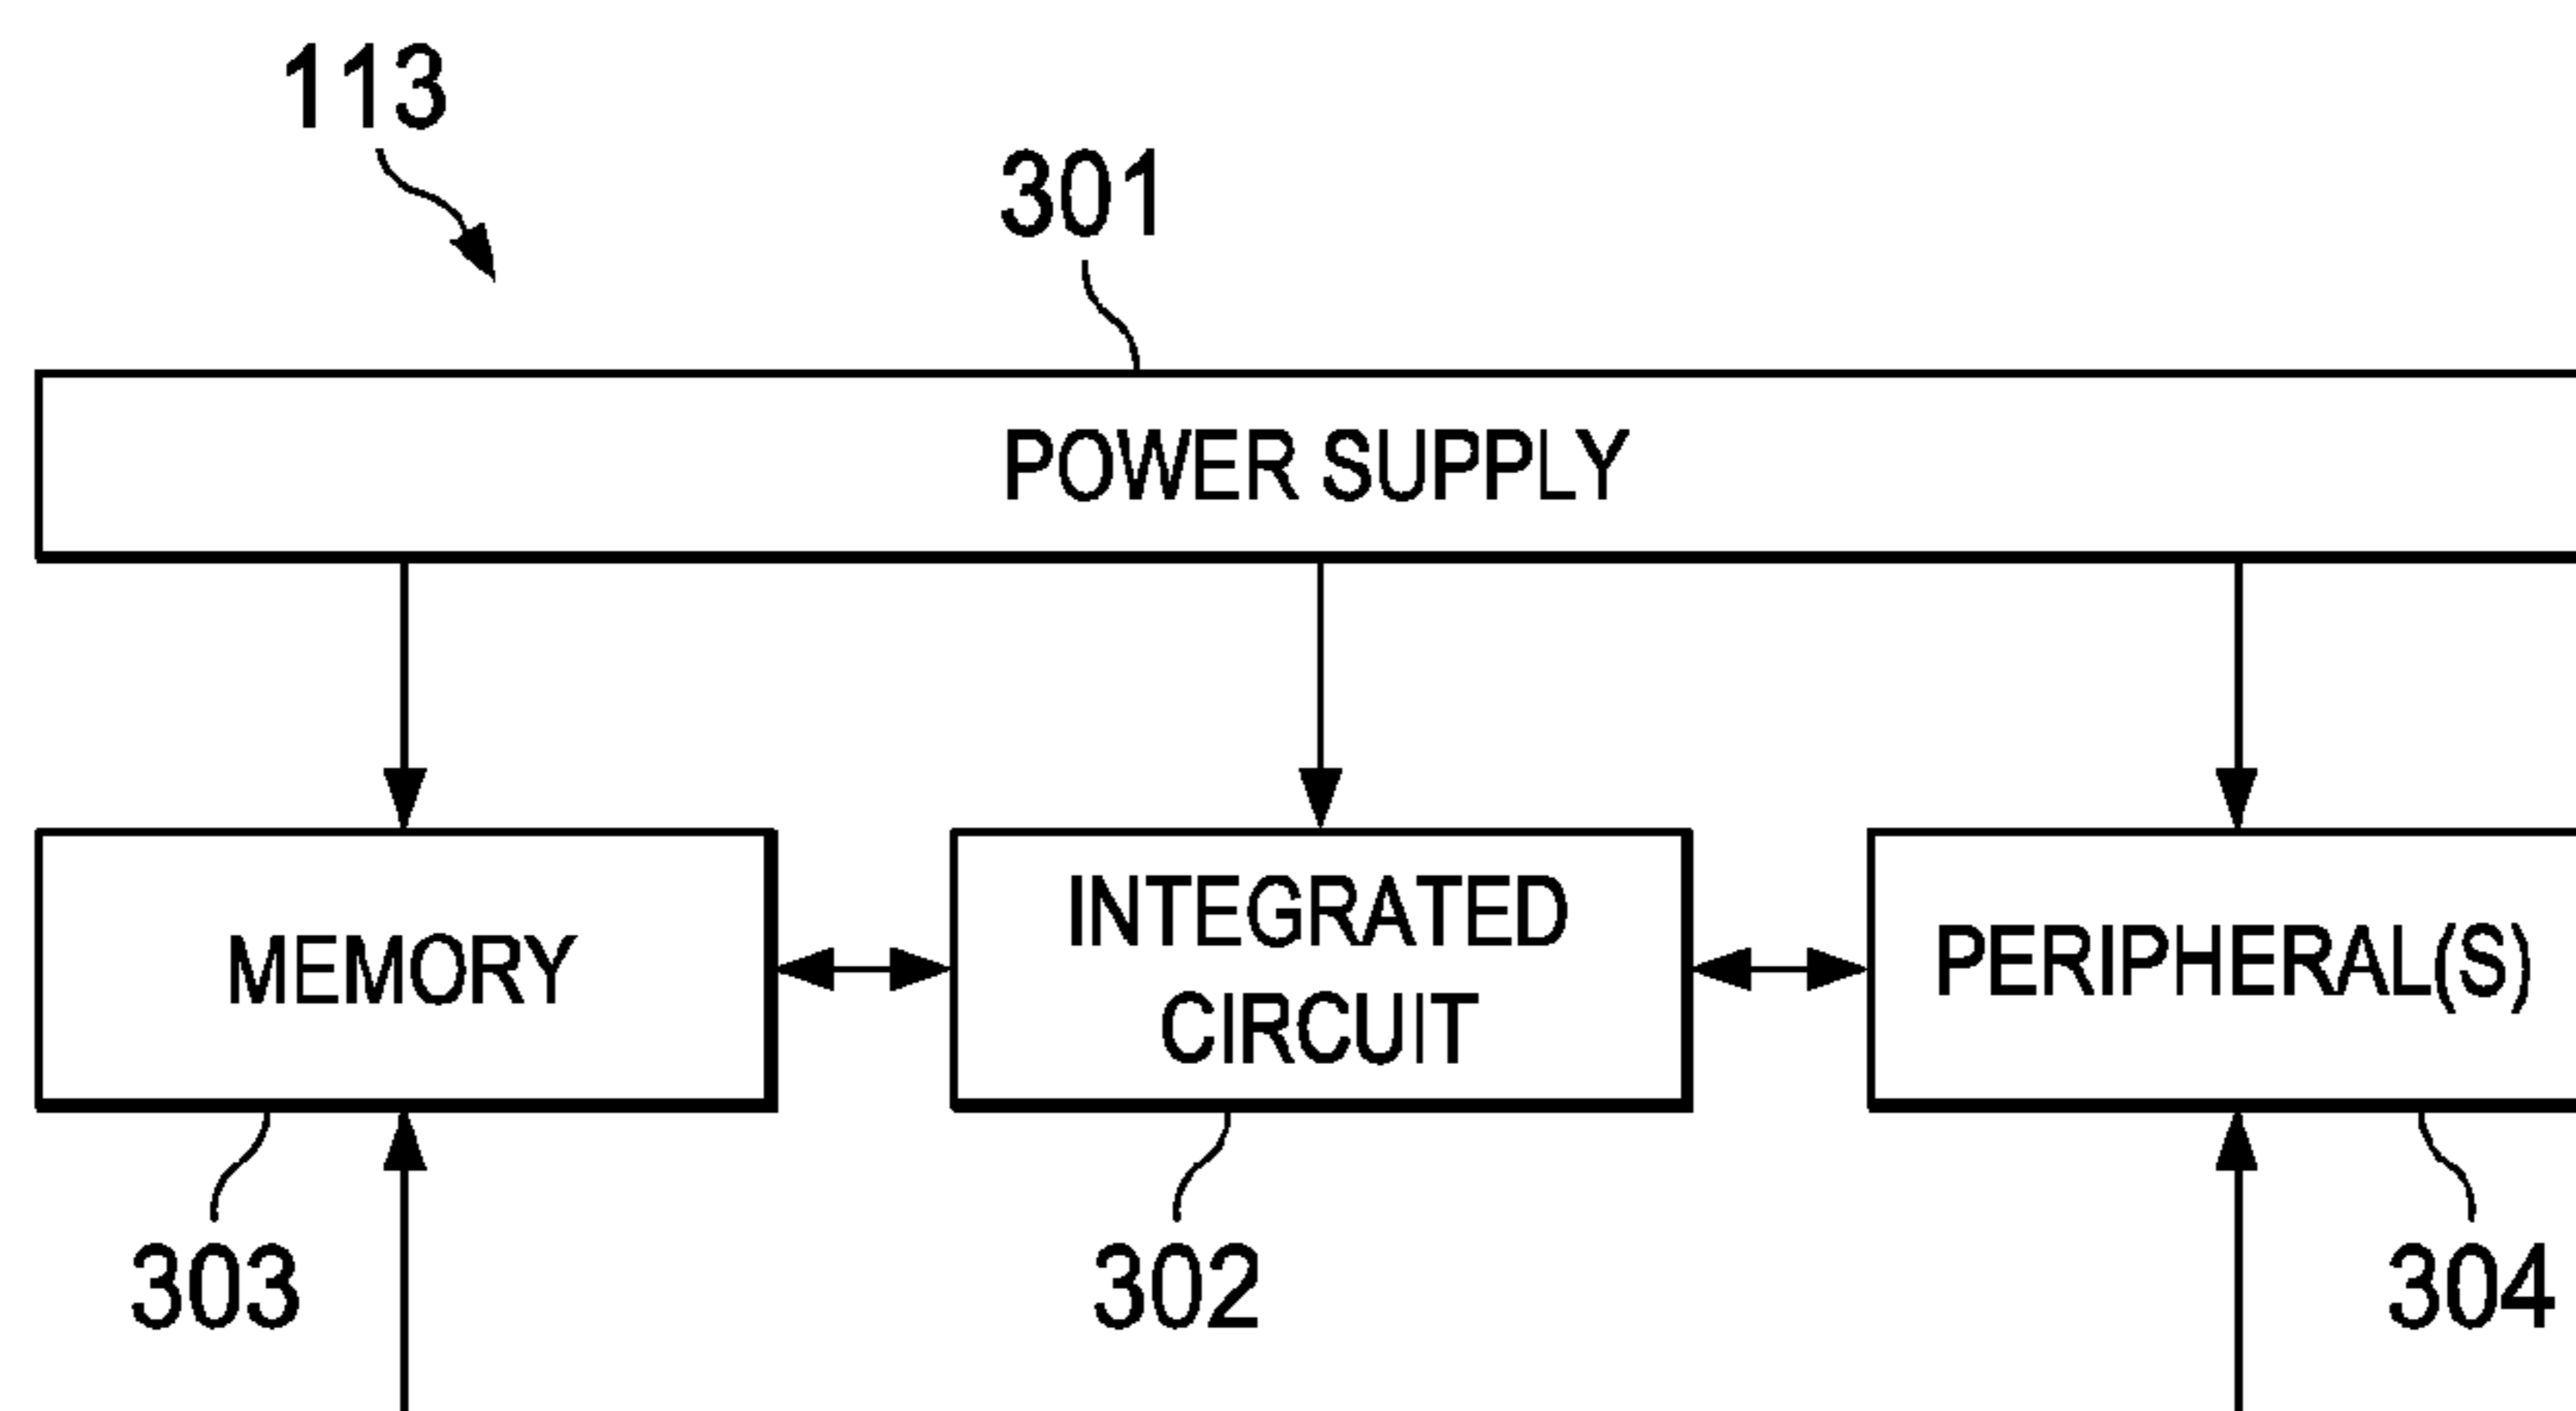 113
301
POWER SUPPLY
MEMORY
INTEGRATED
CIRCUIT
PERIPHERAL(S)
303
302
304